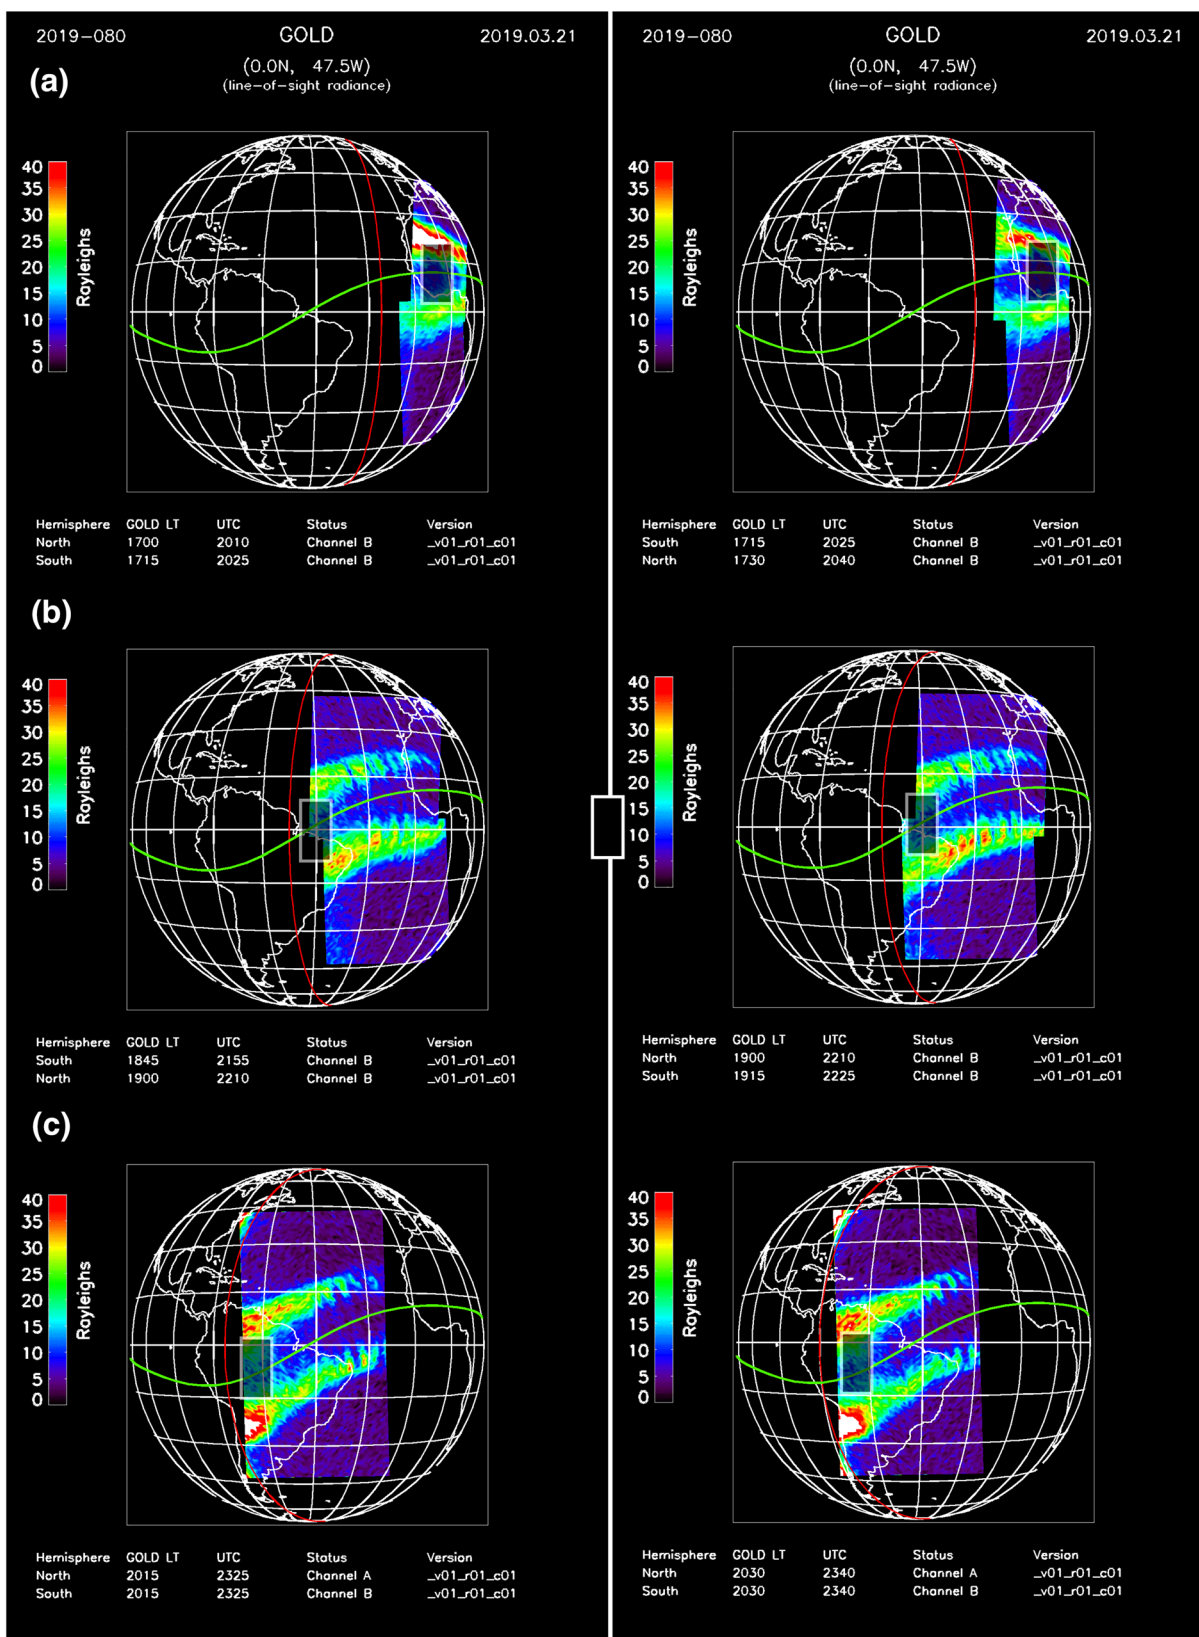 2019-080 GOLD 2019.03.21
(0.0N, 47.5W)
(line-of-sight radiance)
(a)
40
35
30
25
20
15
10
5
0
Rayleighs
Hemisphere GOLD LT UTC Status Version
North 1700 2010 Channel B _v01_r01_c01
South 1715 2025 Channel B _v01_r01_c01
2019-080 GOLD 2019.03.21
(0.0N, 47.5W)
(line-of-sight radiance)
40
35
30
25
20
15
10
5
0
Rayleighs
Hemisphere GOLD LT UTC Status Version
South 1715 2025 Channel B _v01_r01_c01
North 1730 2040 Channel B _v01_r01_c01
(b)
40
35
30
25
20
15
10
5
0
Rayleighs
Hemisphere GOLD LT UTC Status Version
South 1845 2155 Channel B _v01_r01_c01
North 1900 2210 Channel B _v01_r01_c01
40
35
30
25
20
15
10
5
0
Rayleighs
Hemisphere GOLD LT UTC Status Version
North 1900 2210 Channel B _v01_r01_c01
South 1915 2225 Channel B _v01_r01_c01
(c)
40
35
30
25
20
15
10
5
0
Rayleighs
Hemisphere GOLD LT UTC Status Version
North 2015 2325 Channel A _v01_r01_c01
South 2015 2325 Channel B _v01_r01_c01
40
35
30
25
20
15
10
5
0
Rayleighs
Hemisphere GOLD LT UTC Status Version
North 2030 2340 Channel A _v01_r01_c01
South 2030 2340 Channel B _v01_r01_c01